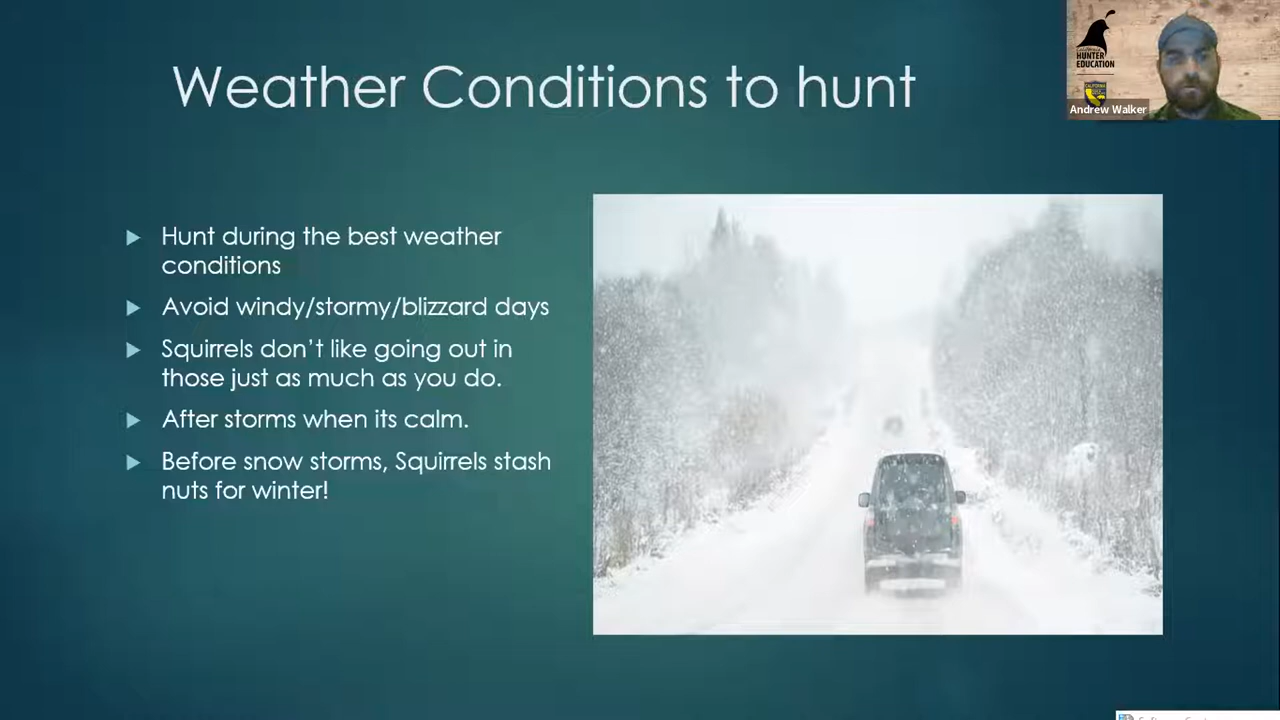 Weather Conditions to hunt
Hunt during the best weather
conditions
Avoid windy/stormy/blizzard days
Squirrels don't like going out in
those just as much as you do.
After storms when its calm.
Before snow storms, Squirrels stash
nuts for winter!
HUNTER
EDUCATION
Andrew Walker